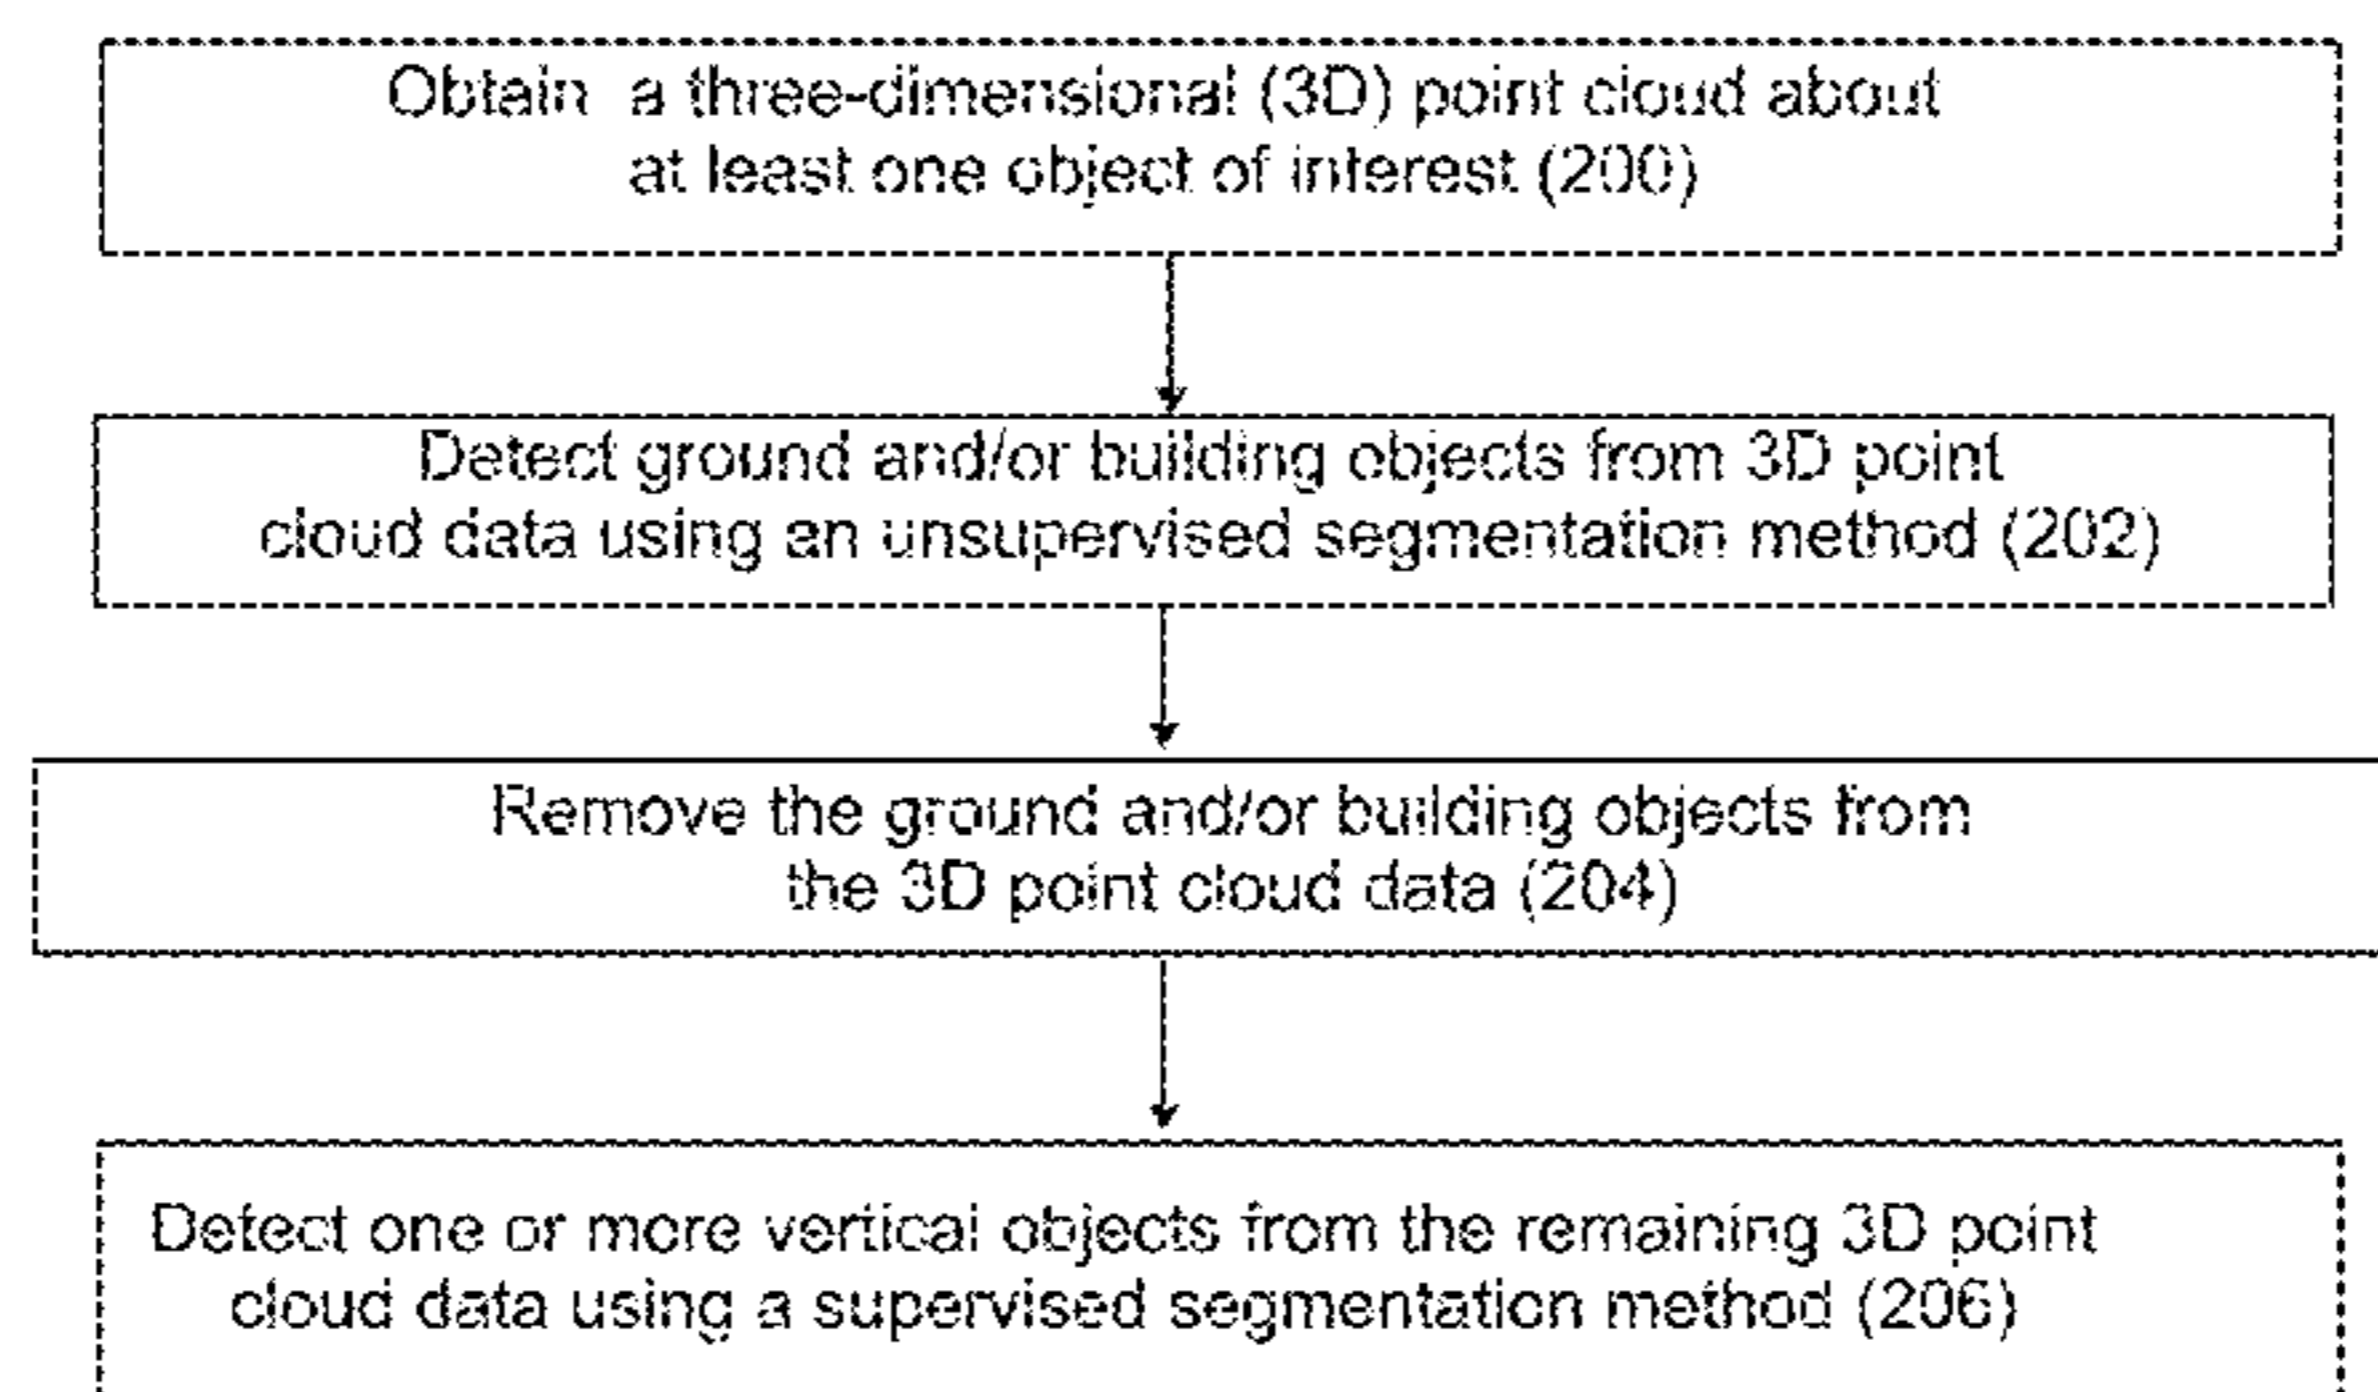 Obtain a three-dimensional (3D) point cloud about
at least one object of interest (200)
Detect ground and/or building objects from 3D point
cloud data using an unsupervised segmentation method (202)
Remove the ground and/or building objects from
the 3D point cloud data (204)
Detect one or more vertical objects from the remaining 3D point
cloud data using a supervised segmentation method (206)